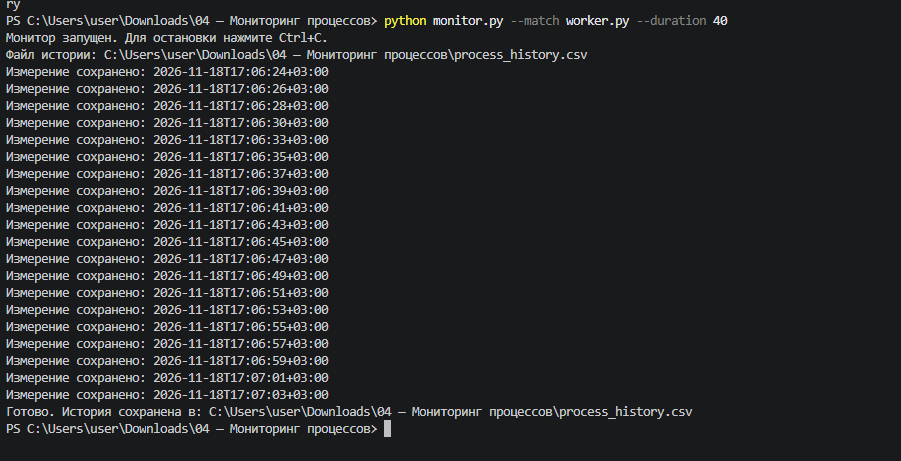 ry
PS C:\Users\user\Downloads\04 — Мониторинг процессов> python monitor.py --match worker.py --duration 40
Монитор запущен. Для остановки нажмите Ctrl+C.
Файл истории: C:\Users\user\Downloads\04 — Мониторинг процессов\process_history.csv
Измерение сохранено: 2026-11-18T17:06:24+03:00
Измерение сохранено: 2026-11-18T17:06:26+03:00
Измерение сохранено: 2026-11-18T17:06:28+03:00
Измерение сохранено: 2026-11-18T17:06:30+03:00
Измерение сохранено: 2026-11-18T17:06:33+03:00
Измерение сохранено: 2026-11-18T17:06:35+03:00
Измерение сохранено: 2026-11-18T17:06:37+03:00
Измерение сохранено: 2026-11-18T17:06:39+03:00
Измерение сохранено: 2026-11-18T17:06:41+03:00
Измерение сохранено: 2026-11-18T17:06:43+03:00
Измерение сохранено: 2026-11-18T17:06:45+03:00
Измерение сохранено: 2026-11-18T17:06:47+03:00
Измерение сохранено: 2026-11-18T17:06:49+03:00
Измерение сохранено: 2026-11-18T17:06:51+03:00
Измерение сохранено: 2026-11-18T17:06:53+03:00
Измерение сохранено: 2026-11-18T17:06:55+03:00
Измерение сохранено: 2026-11-18T17:06:57+03:00
Измерение сохранено: 2026-11-18T17:06:59+03:00
Измерение сохранено: 2026-11-18T17:07:01+03:00
Измерение сохранено: 2026-11-18T17:07:03+03:00
Готово. История сохранена в: C:\Users\user\Downloads\04 — Мониторинг процессов\process_history.csv
PS C:\Users\user\Downloads\04 — Мониторинг процессов>